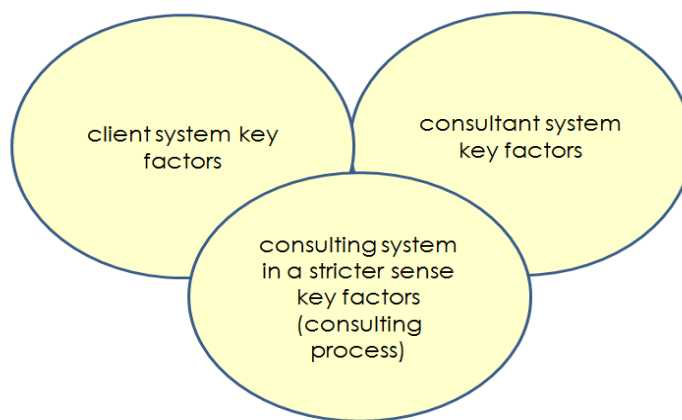 client system key
factors
consultant system
key factors
consulting system
in a stricter sense
key factors
(consulting
process)